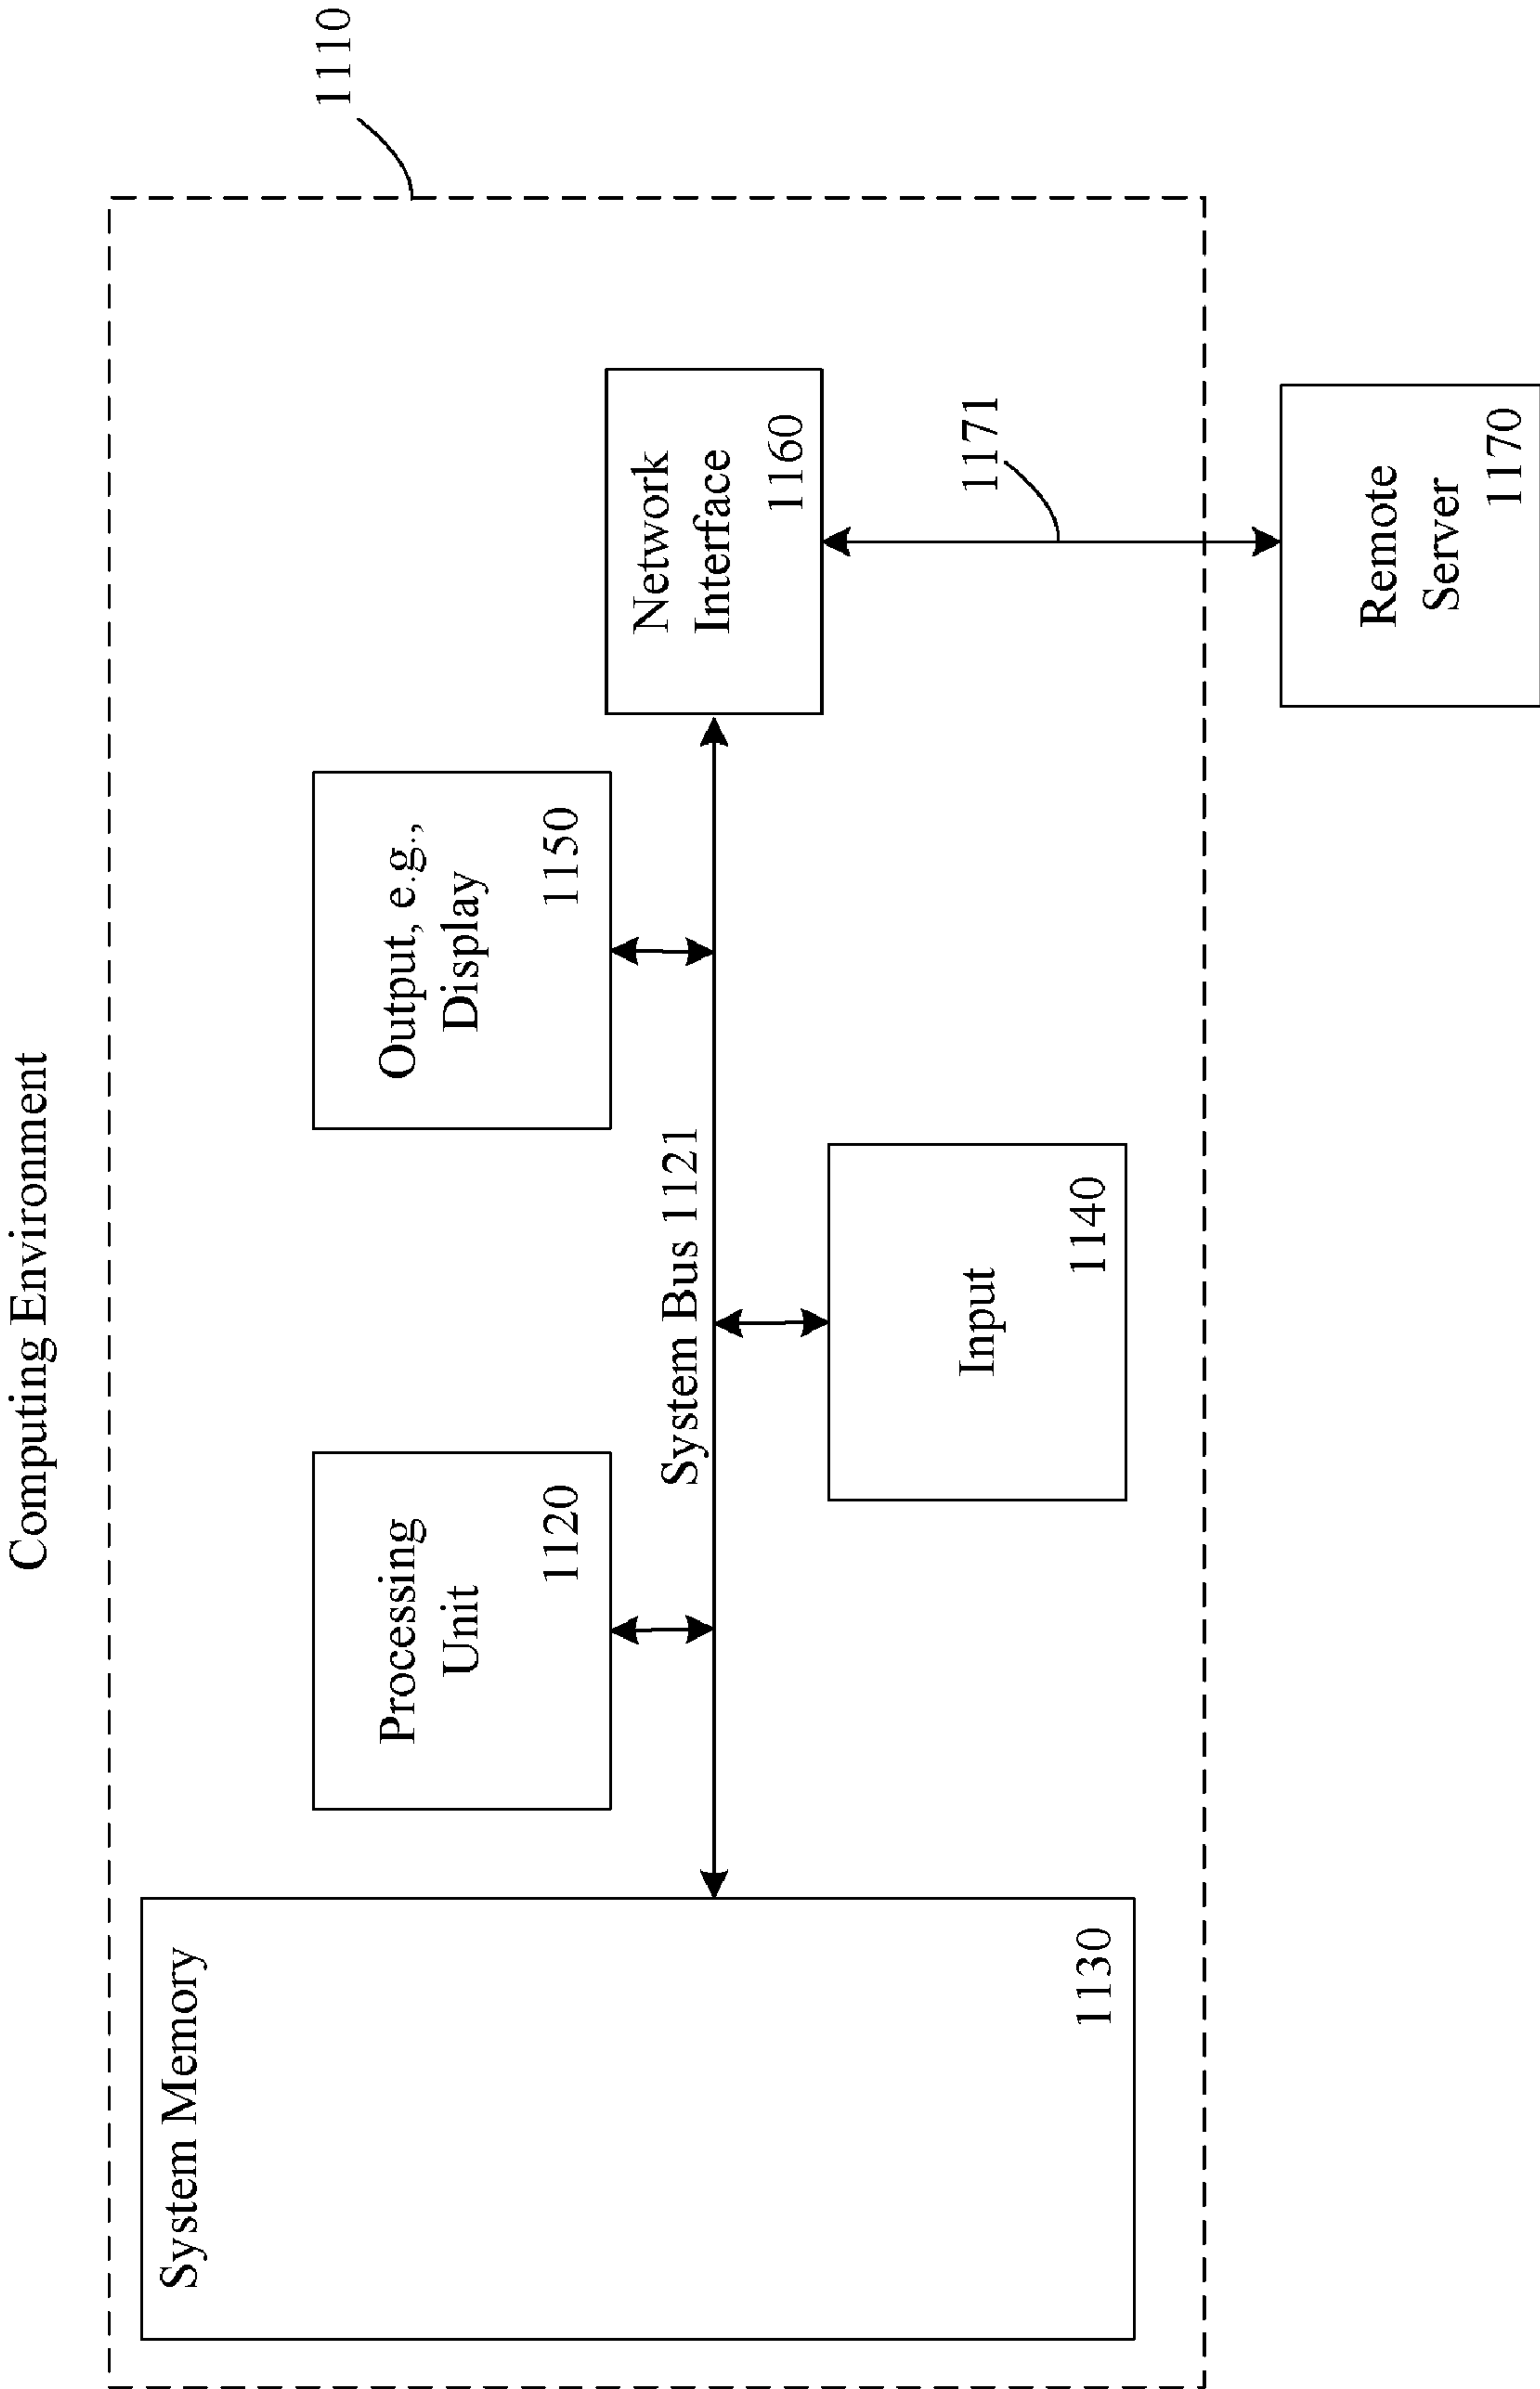 Computing Environment
1110
System Memory
1130
Processing
Unit
1120
Output, e.g.,
Display
1150
System Bus 1121
Input
1140
Network
Interface
1160
1171
Remote
Server
1170